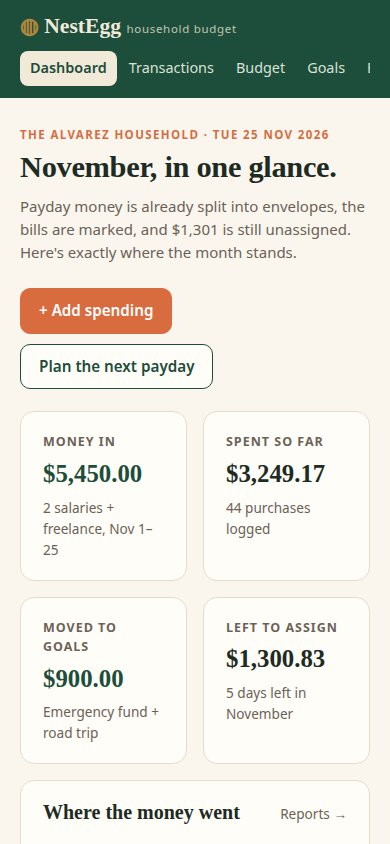 NestEgg household budget
Dashboard Transactions Budget Goals
THE ALVAREZ HOUSEHOLD · TUE 25 NOV 2026
November, in one glance.
Payday money is already split into envelopes, the
bills are marked, and $1,301 is still unassigned.
Here's exactly where the month stands.
+ Add spending
Plan the next payday
MONEY IN
$5,450.00
2 salaries +
freelance, Nov 1–
25
SPENT SO FAR
$3,249.17
44 purchases
logged
MOVED TO
GOALS
$900.00
Emergency fund +
road trip
LEFT TO ASSIGN
$1,300.83
5 days left in
November
Where the money went
Reports →